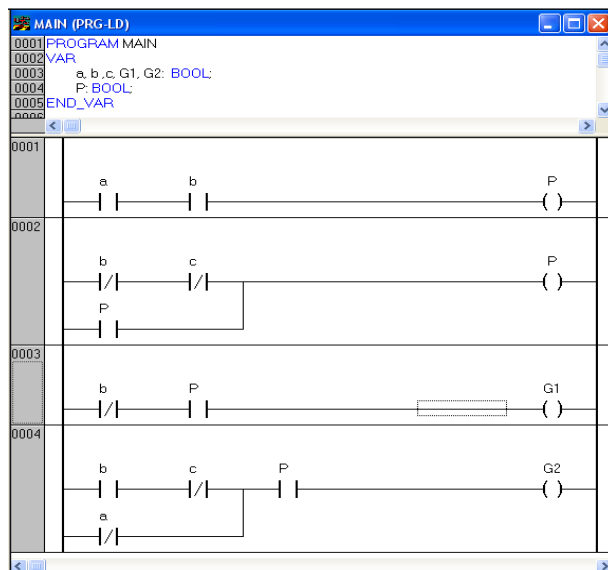 MAIN (PRG-LD)
0001 PROGRAM MAIN
0002 VAR
0003 a, b ,c, G1, G2: BOOL;
0004 P: BOOL;
0005 END_VAR
0001
a b P
0002
b c P
P
0003
b P G1
0004
b c P G2
a